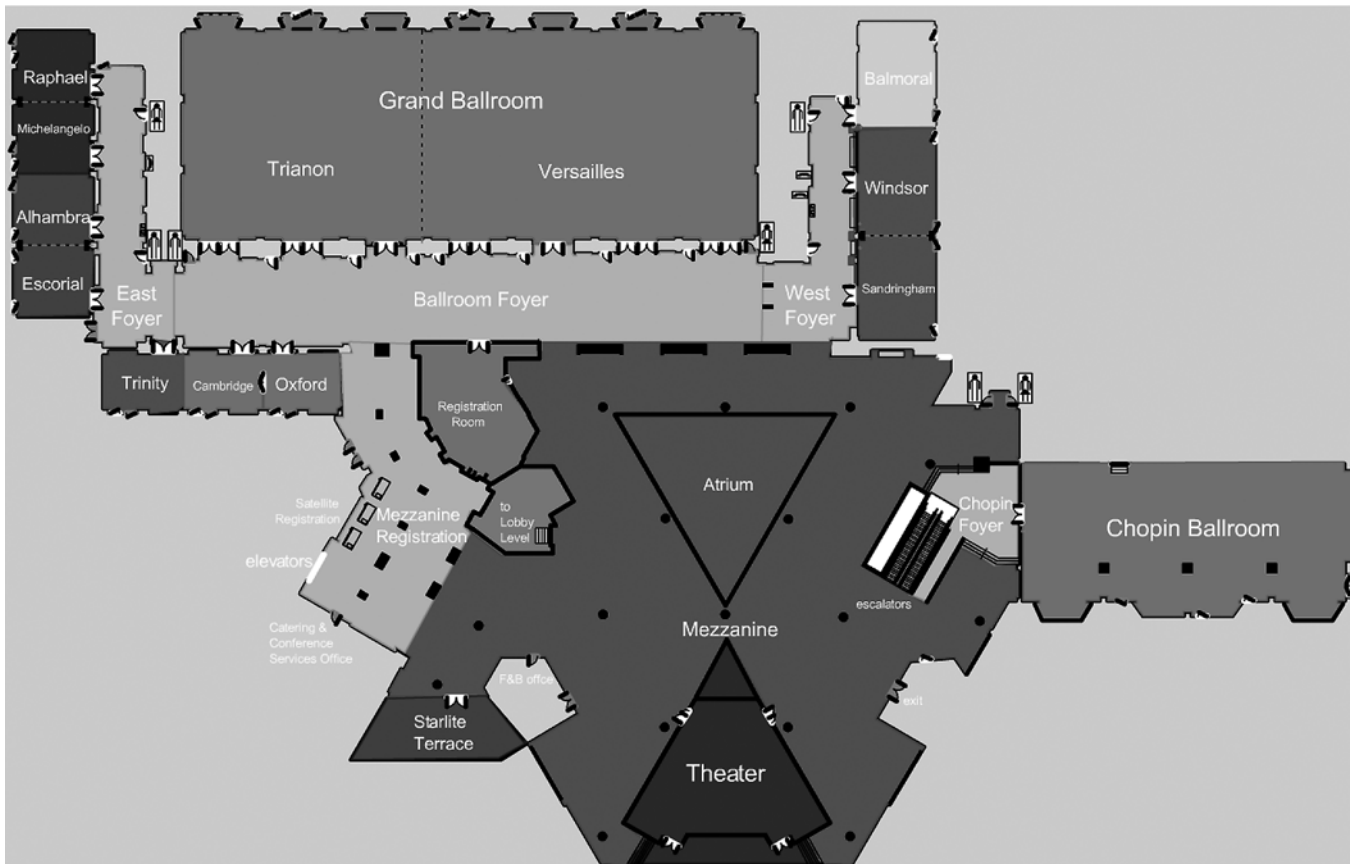 Raphael
Michelangelo
Alhambra
Escorial
Grand Ballroom
Trianon
Versailles
Balmoral
Windsor
Sandringham
East
Foyer
Ballroom Foyer
West
Foyer
Trinity
Cambridge
Oxford
Registration
Room
Atrium
Satellite
Registration
Mezzanine
Registration
to
Lobby
Level
elevators
Chopin
Foyer
Chopin Ballroom
escalators
Catering &
Conference
Services Office
Mezzanine
F&B offce
exit
Starlite
Terrace
Theater